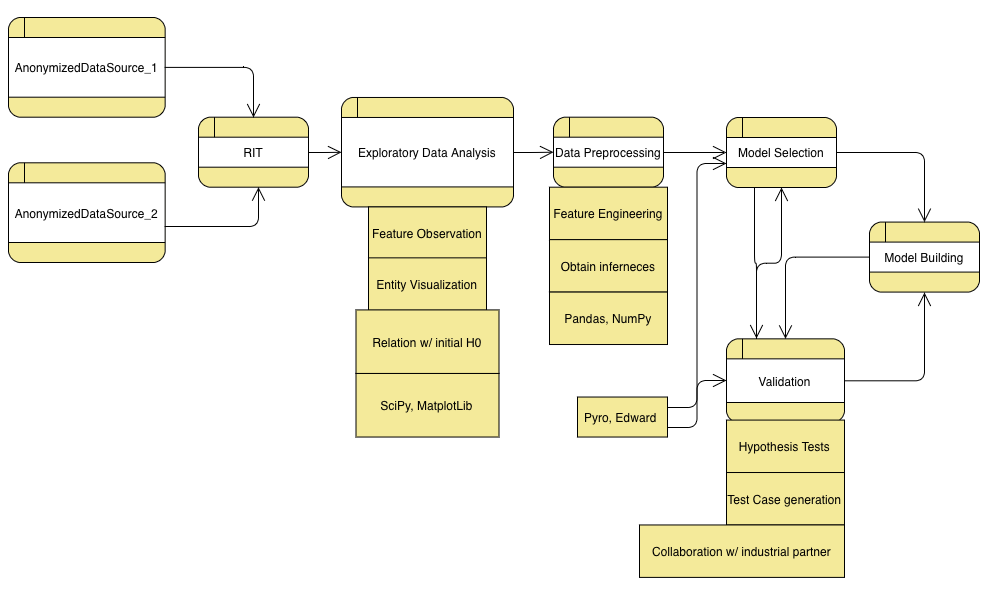 AnonymizedDataSource_1
AnonymizedDataSource_2
RIT
Exploratory Data Analysis
Feature Observation
Entity Visualization
Relation w/ initial H0
SciPy, MatplotLib
Data Preprocessing
Feature Engineering
Obtain inferneces
Pandas, NumPy
Pyro, Edward
Model Selection
Model Building
Validation
Hypothesis Tests
Test Case generation
Collaboration w/ industrial partner